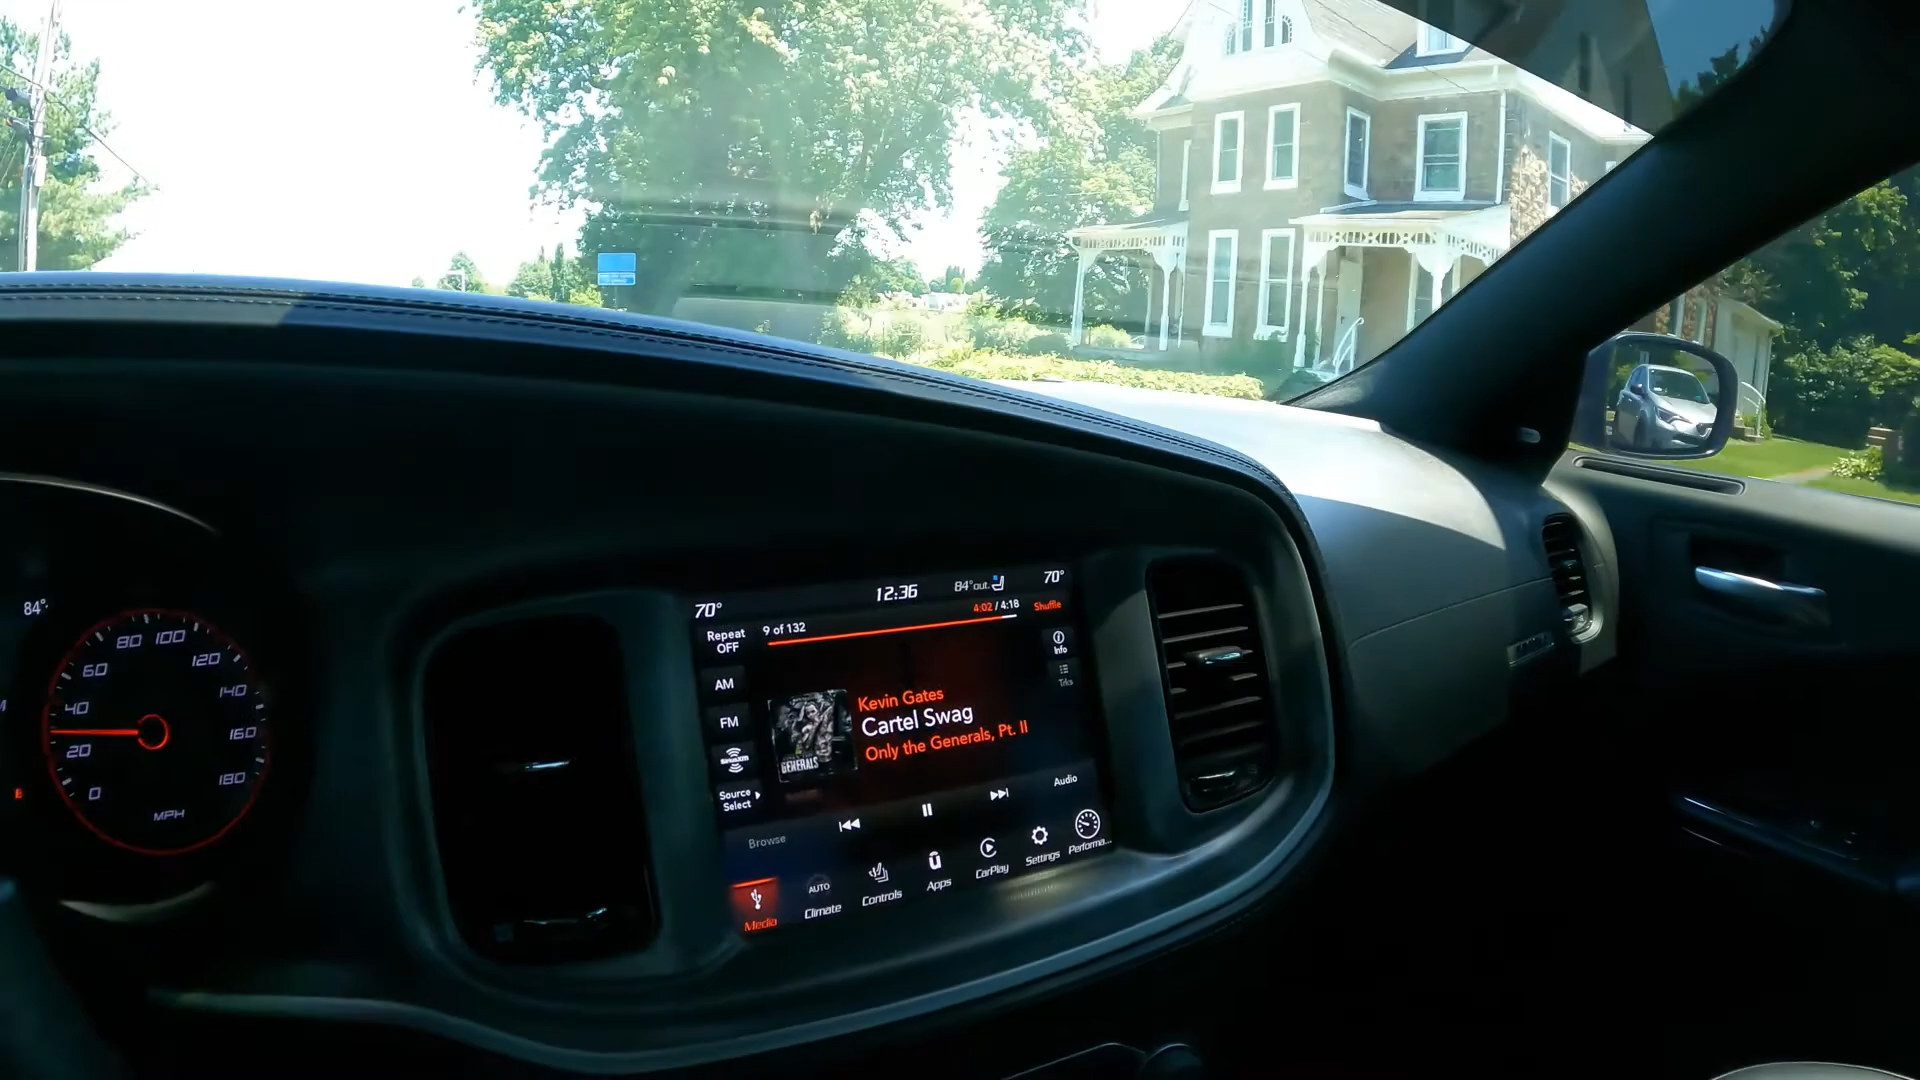 84°
80 100
60
120
40
140
20
160
0
180
MPH
E
70°
12:36
84°out.
70°
Repeat
OFF
9 of 132
4:02 / 4:18
Shuffle
AM
FM
SiriusXM
Source
Select
Info
Trks
Kevin Gates
Cartel Swag
Only the Generals, Pt. II
GENERALS
Audio
Browse
Media
AUTO
Climate
Controls
Apps
CarPlay
Settings
Performa...